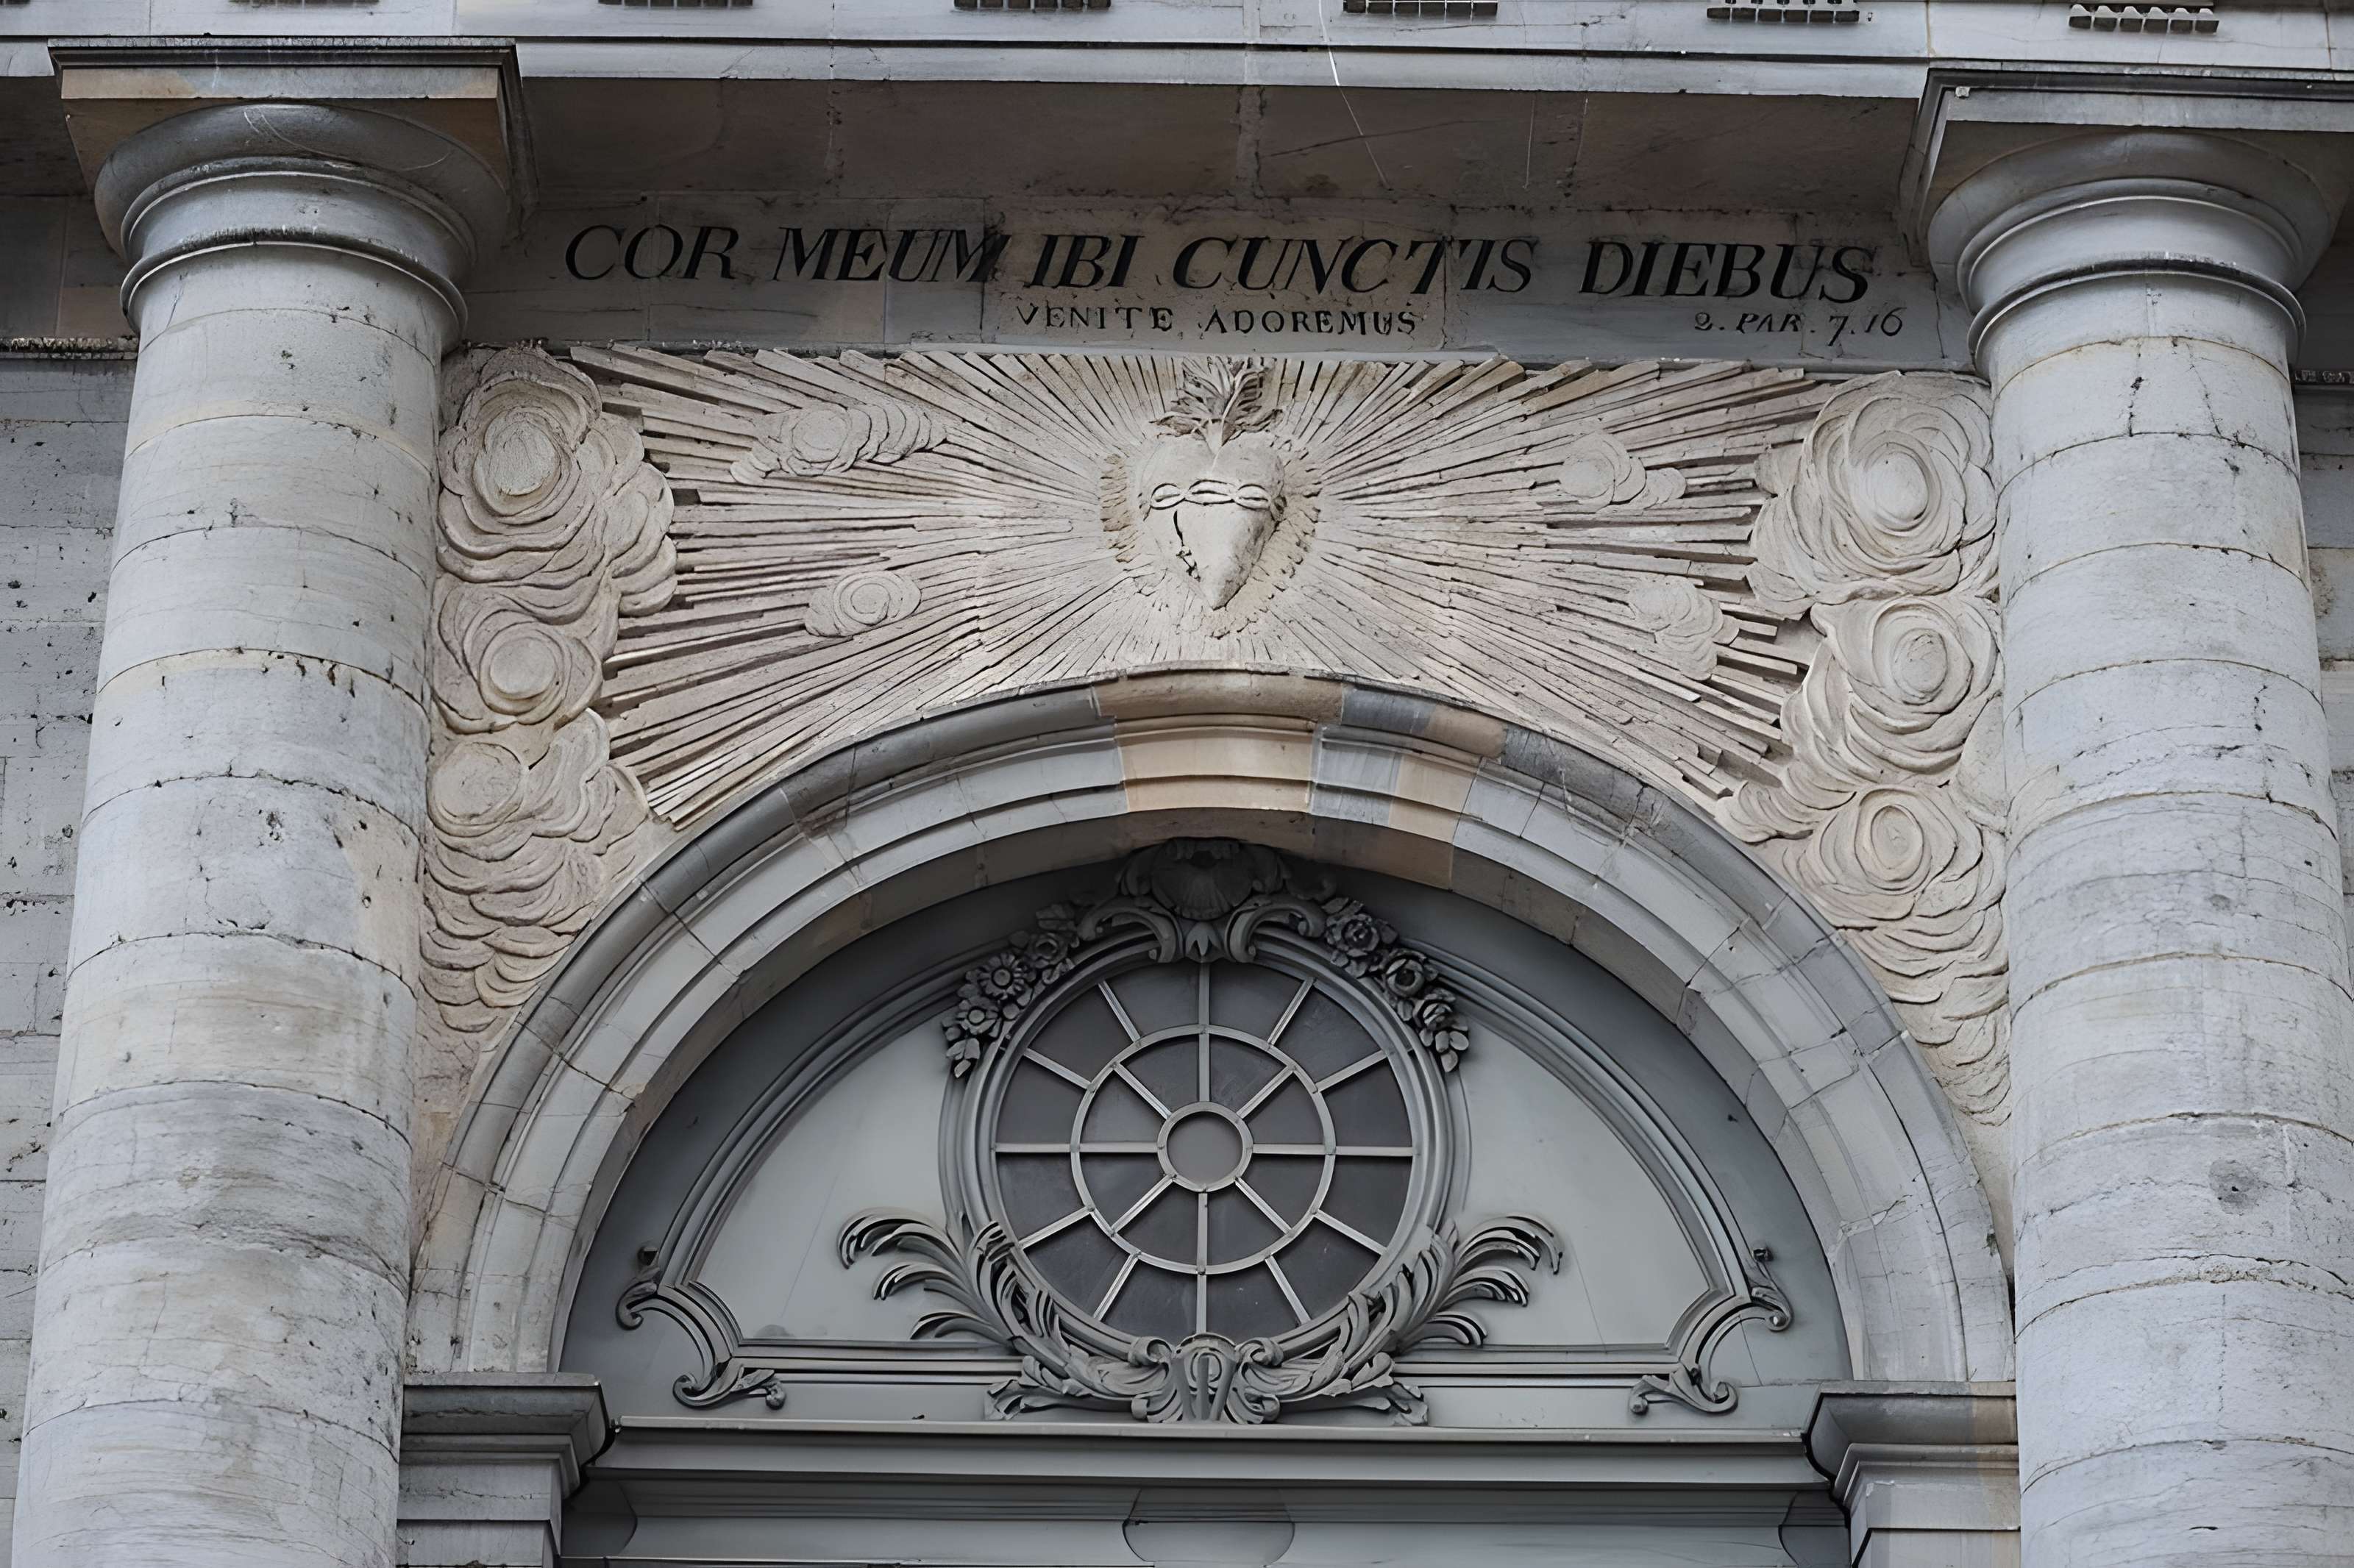 COR MEUM IBI CUNCTIS DIEBUS
VENITE ADOREMUS 2. PAR. 7.16